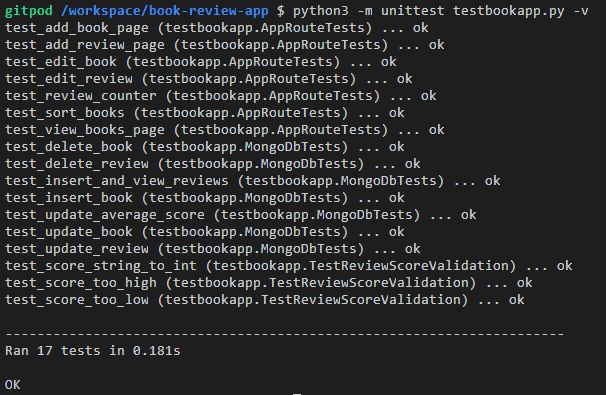 gitpod /workspace/book-review-app $ python3 -m unittest testbookapp.py -v
test_add_book_page (testbookapp.AppRouteTests) ... ok
test_add_review_page (testbookapp.AppRouteTests) ... ok
test_edit_book (testbookapp.AppRouteTests) ... ok
test_edit_review (testbookapp.AppRouteTests) ... ok
test_review_counter (testbookapp.AppRouteTests) ... ok
test_sort_books (testbookapp.AppRouteTests) ... ok
test_view_books_page (testbookapp.AppRouteTests) ... ok
test_delete_book (testbookapp.MongoDbTests) ... ok
test_delete_review (testbookapp.MongoDbTests) ... ok
test_insert_and_view_reviews (testbookapp.MongoDbTests) ... ok
test_insert_book (testbookapp.MongoDbTests) ... ok
test_update_average_score (testbookapp.MongoDbTests) ... ok
test_update_book (testbookapp.MongoDbTests) ... ok
test_update_review (testbookapp.MongoDbTests) ... ok
test_score_string_to_int (testbookapp.TestReviewScoreValidation) ... ok
test_score_too_high (testbookapp.TestReviewScoreValidation) ... ok
test_score_too_low (testbookapp.TestReviewScoreValidation) ... ok
----------------------------------------------------------------------
Ran 17 tests in 0.181s
OK